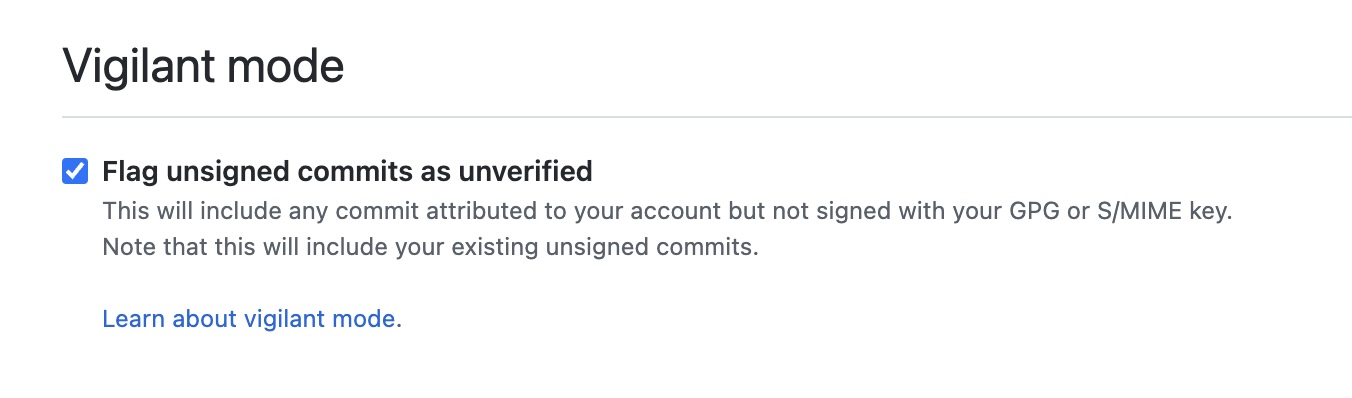 Vigilant mode
Flag unsigned commits as unverified
This will include any commit attributed to your account but not signed with your GPG or S/MIME key.
Note that this will include your existing unsigned commits.
Learn about vigilant mode.